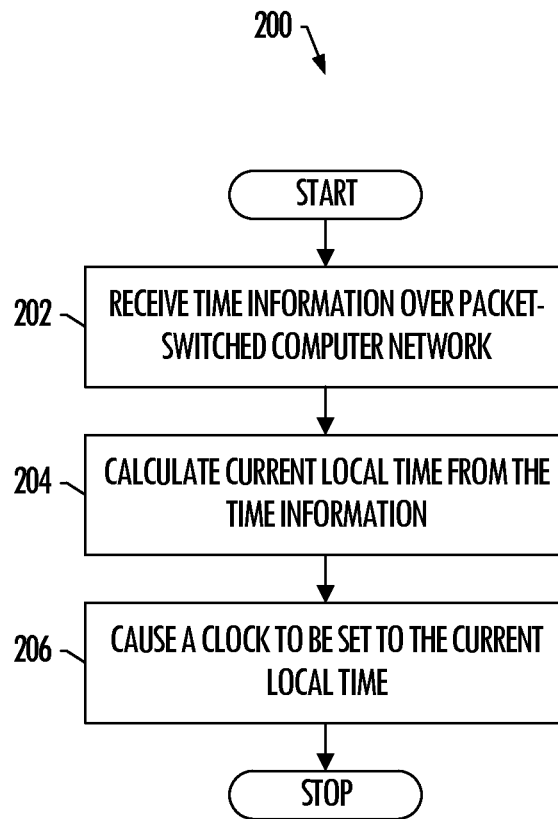 200
START
202
RECEIVE TIME INFORMATION OVER PACKET-
SWITCHED COMPUTER NETWORK
204
CALCULATE CURRENT LOCAL TIME FROM THE
TIME INFORMATION
206
CAUSE A CLOCK TO BE SET TO THE CURRENT
LOCAL TIME
STOP